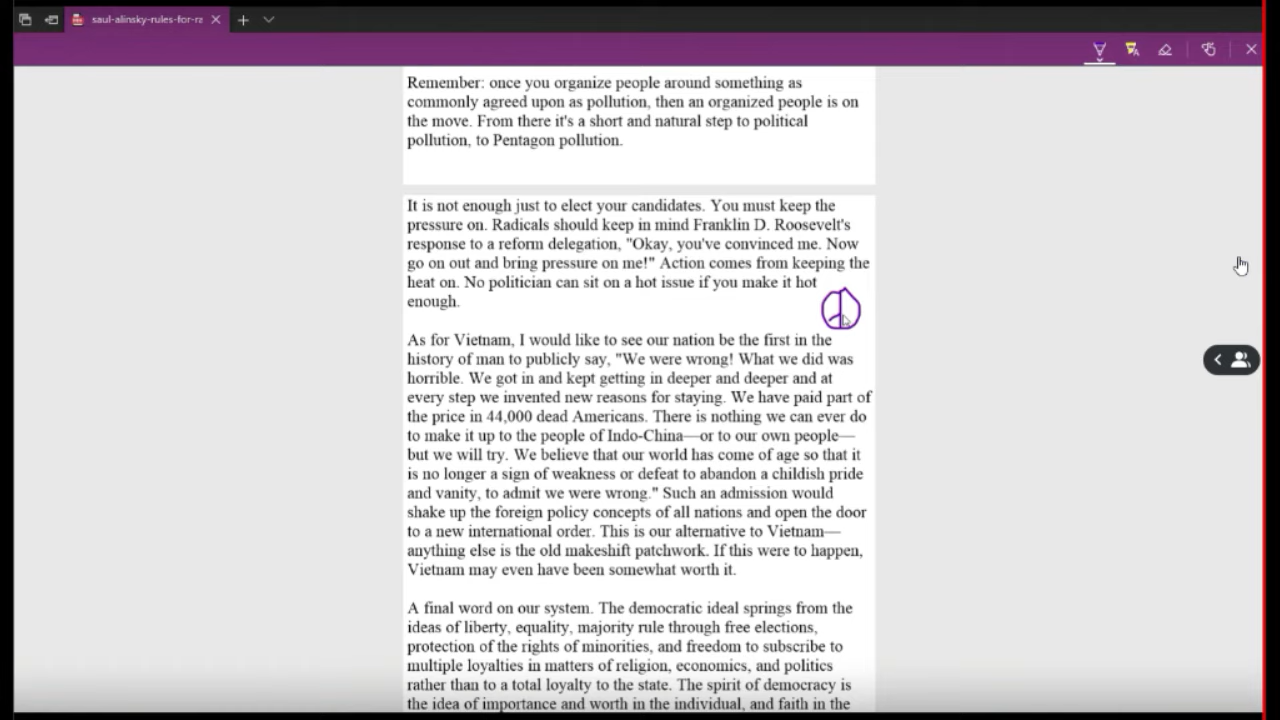 saul-alinsky-rules-for-ra
Remember: once you organize people around something as
commonly agreed upon as pollution, then an organized people is on
the move. From there it's a short and natural step to political
pollution, to Pentagon pollution.
It is not enough just to elect your candidates. You must keep the
pressure on. Radicals should keep in mind Franklin D. Roosevelt's
response to a reform delegation, "Okay, you've convinced me. Now
go on out and bring pressure on me!" Action comes from keeping the
heat on. No politician can sit on a hot issue if you make it hot
enough.
As for Vietnam, I would like to see our nation be the first in the
history of man to publicly say, "We were wrong! What we did was
horrible. We got in and kept getting in deeper and deeper and at
every step we invented new reasons for staying. We have paid part of
the price in 44,000 dead Americans. There is nothing we can ever do
to make it up to the people of Indo-China—or to our own people—
but we will try. We believe that our world has come of age so that it
is no longer a sign of weakness or defeat to abandon a childish pride
and vanity, to admit we were wrong." Such an admission would
shake up the foreign policy concepts of all nations and open the door
to a new international order. This is our alternative to Vietnam—
anything else is the old makeshift patchwork. If this were to happen,
Vietnam may even have been somewhat worth it.
A final word on our system. The democratic ideal springs from the
ideas of liberty, equality, majority rule through free elections,
protection of the rights of minorities, and freedom to subscribe to
multiple loyalties in matters of religion, economics, and politics
rather than to a total loyalty to the state. The spirit of democracy is
the idea of importance and worth in the individual, and faith in the